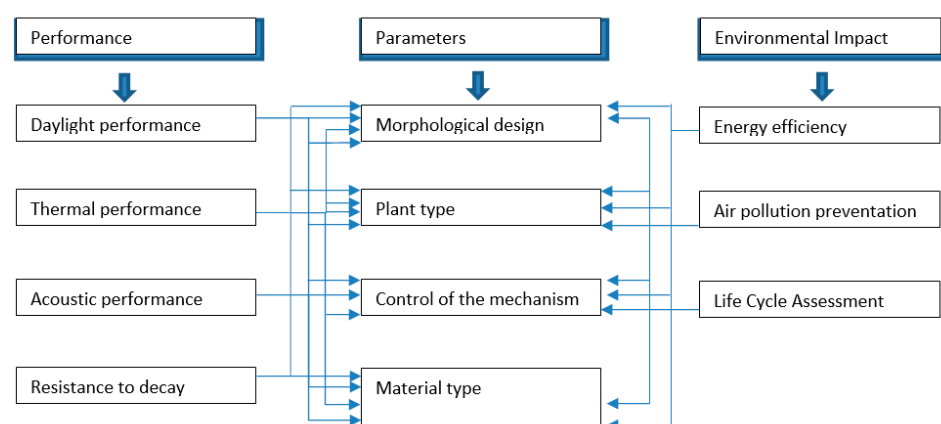 Performance
Parameters
Environmental Impact
Daylight performance
Morphological design
Energy efficiency
Thermal performance
Plant type
Air pollution preventation
Acoustic performance
Control of the mechanism
Life Cycle Assessment
Resistance to decay
Material type